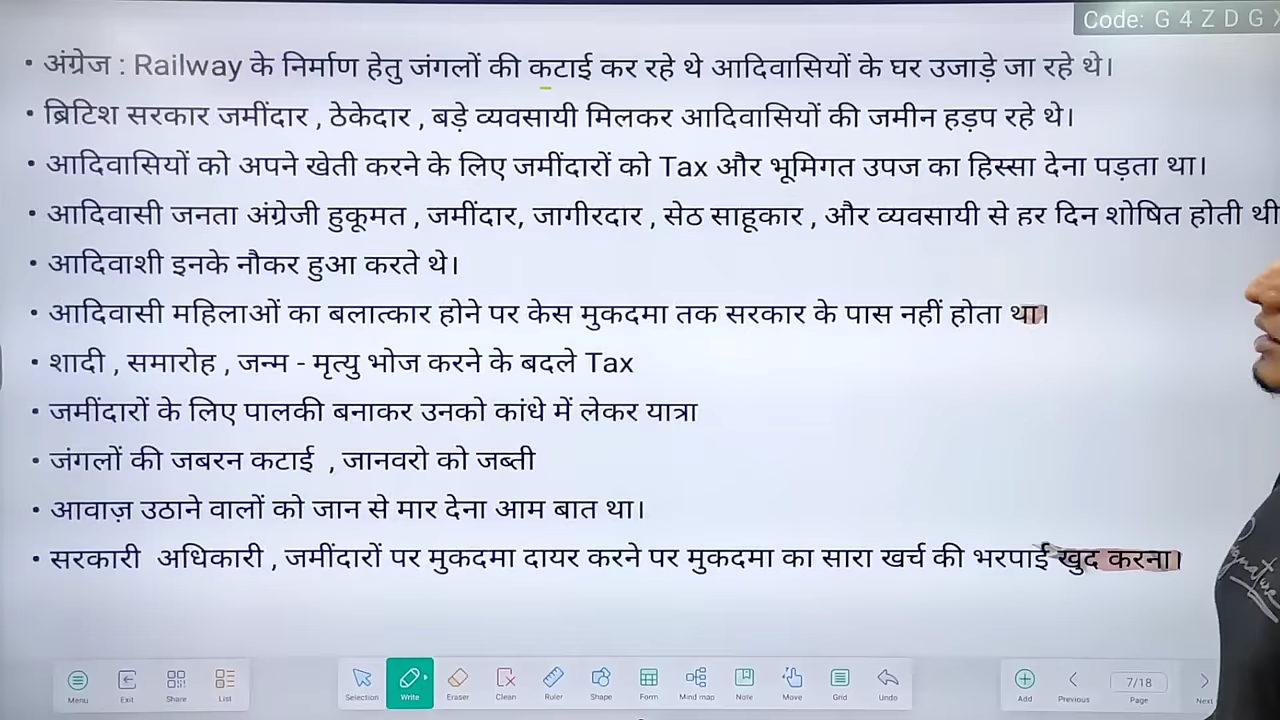 Code: G 4 Z D G
• अंग्रेज : Railway के निर्माण हेतु जंगलों की कटाई कर रहे थे आदिवासियों के घर उजाड़े जा रहे थे।
• ब्रिटिश सरकार जमींदार , ठेकेदार , बड़े व्यवसायी मिलकर आदिवासियों की जमीन हड़प रहे थे।
• आदिवासियों को अपने खेती करने के लिए जमींदारों को Tax और भूमिगत उपज का हिस्सा देना पड़ता था।
• आदिवासी जनता अंग्रेजी हुकूमत , जमींदार, जागीरदार , सेठ साहूकार , और व्यवसायी से हर दिन शोषित होती थी
• आदिवाशी इनके नौकर हुआ करते थे।
• आदिवासी महिलाओं का बलात्कार होने पर केस मुकदमा तक सरकार के पास नहीं होता था।
• शादी , समारोह , जन्म - मृत्यु भोज करने के बदले Tax
• जमींदारों के लिए पालकी बनाकर उनको कांधे में लेकर यात्रा
• जंगलों की जबरन कटाई , जानवरो को जब्ती
• आवाज़ उठाने वालों को जान से मार देना आम बात था।
• सरकारी अधिकारी , जमींदारों पर मुकदमा दायर करने पर मुकदमा का सारा खर्च की भरपाई खुद करना।
Menu Exit Share List Selection Write Eraser Clean Ruler Shape Form Mind map Note Move Grid Undo Add Previous 7/18 Page Next